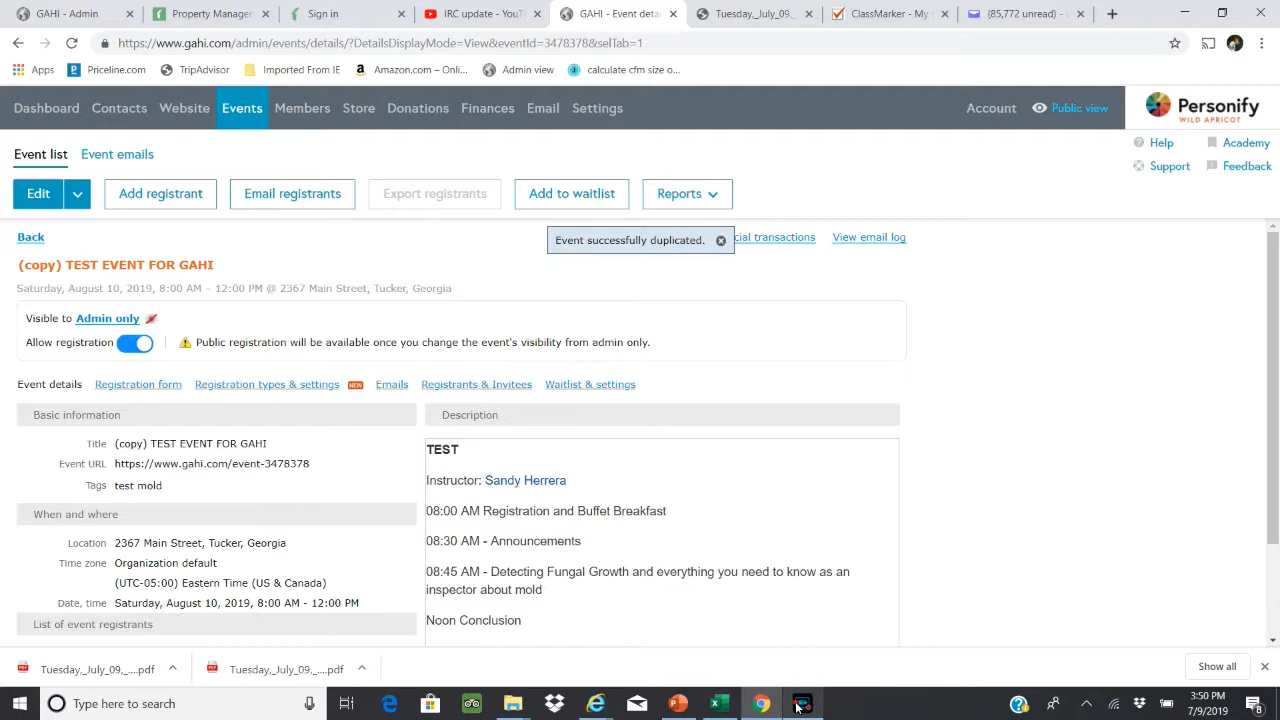 GAHI - Admin
Property Manager
Sign in
IRC update - YouT
GAHI - Event deta
Tuesday,_July_09,_
ClassMarker - My
(85,772 unread) -
https://www.gahi.com/admin/events/details/?DetailsDisplayMode=View&eventId=3478378&selTab=1
Apps
Priceline.com
TripAdvisor
Imported From IE
Amazon.com – Onli...
Admin view
calculate cfm size o...
Dashboard
Contacts
Website
Events
Members
Store
Donations
Finances
Email
Settings
Account
Public view
Personify
WILD APRICOT
Event list
Event emails
Help
Academy
Support
Feedback
Edit
Add registrant
Email registrants
Export registrants
Add to waitlist
Reports
Back
Event successfully duplicated.
cial transactions
View email log
(copy) TEST EVENT FOR GAHI
Saturday, August 10, 2019, 8:00 AM – 12:00 PM @ 2367 Main Street, Tucker, Georgia
Visible to Admin only
Allow registration
Public registration will be available once you change the event's visibility from admin only.
Event details
Registration form
Registration types & settings
NEW
Emails
Registrants & Invitees
Waitlist & settings
Basic information
Title (copy) TEST EVENT FOR GAHI
Event URL https://www.gahi.com/event-3478378
Tags test mold
When and where
Location 2367 Main Street, Tucker, Georgia
Time zone Organization default
(UTC-05:00) Eastern Time (US & Canada)
Date, time Saturday, August 10, 2019, 8:00 AM - 12:00 PM
List of event registrants
Description
TEST
Instructor: Sandy Herrera
08:00 AM Registration and Buffet Breakfast
08:30 AM - Announcements
08:45 AM - Detecting Fungal Growth and everything you need to know as an
inspector about mold
Noon Conclusion
Tuesday,_July_09,_....pdf
Tuesday,_July_09,_....pdf
Show all
Type here to search
3:50 PM
7/9/2019
8